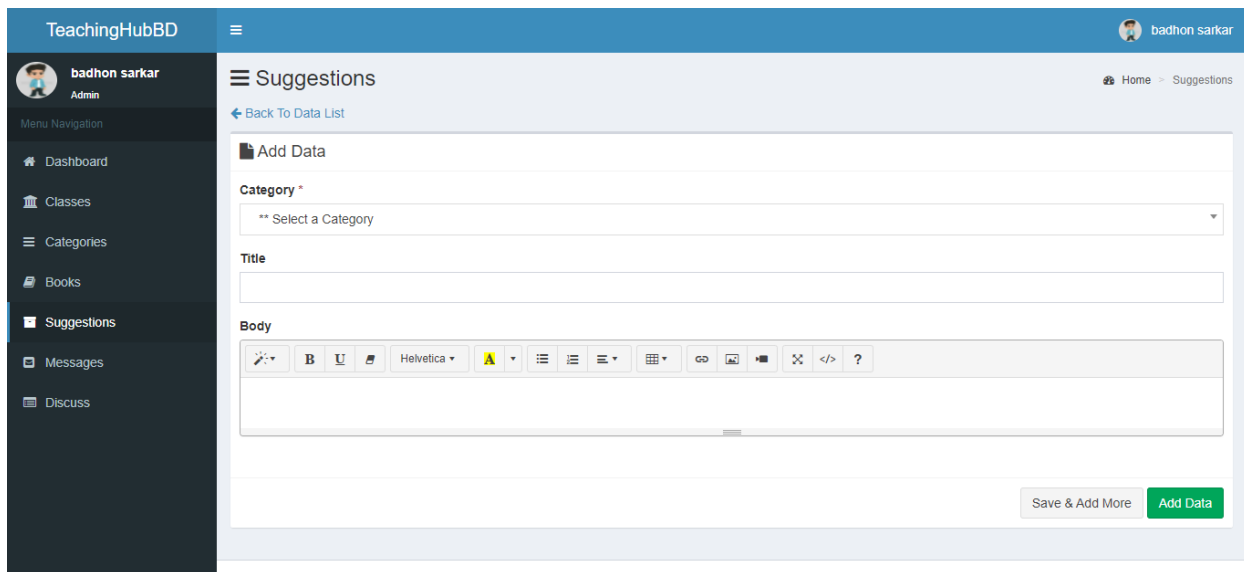 TeachingHubBD
badhon sarkar
badhon sarkar
Admin
Menu Navigation
Dashboard
Classes
Categories
Books
Suggestions
Messages
Discuss
Suggestions
Home > Suggestions
Back To Data List
Add Data
Category *
** Select a Category
Title
Body
B U Helvetica A </> ?
Save & Add More
Add Data